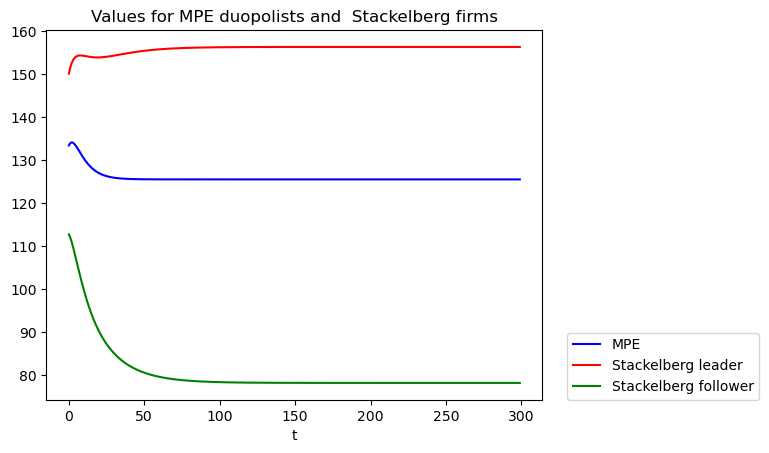 Values for MPE duopolists and  Stackelberg firms
160
150
140
130
120
110
100
90
80
0 50 100 150 200 250 300
t
MPE
Stackelberg leader
Stackelberg follower